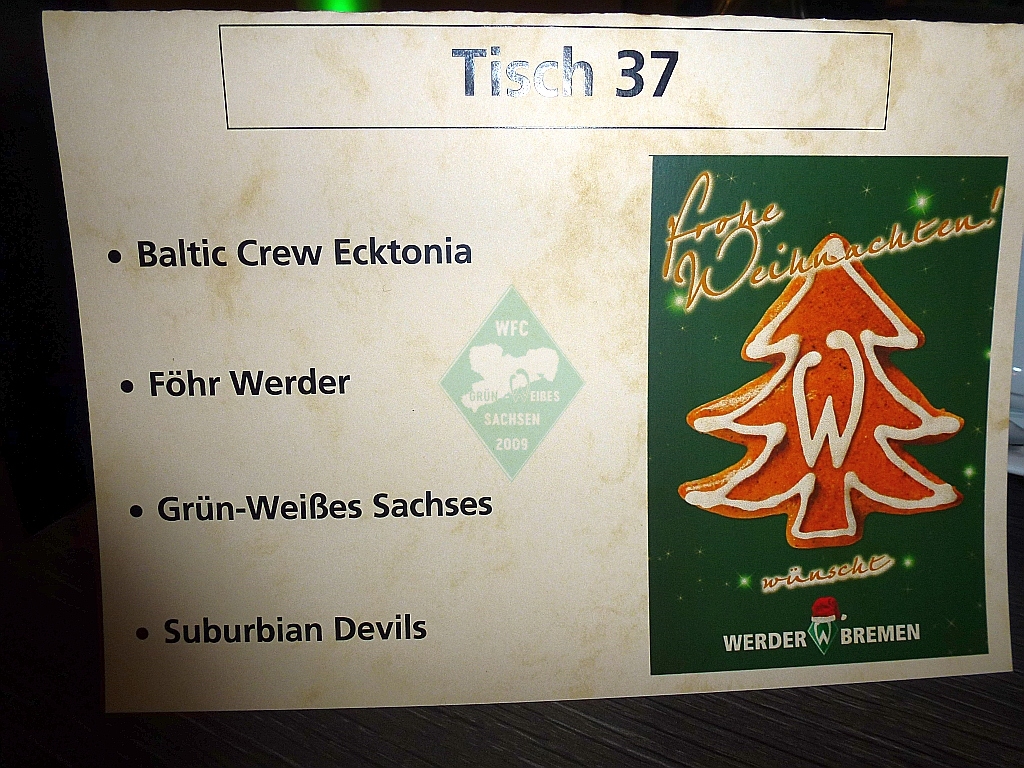 Tisch 37
• Baltic Crew Ecktonia
• Föhr Werder
• Grün-Weißes Sachses
• Suburbian Devils
WFC
GRÜN-WEIßES
SACHSEN
2009
frohe
Weihnachten!
W
wünscht
WERDER W BREMEN